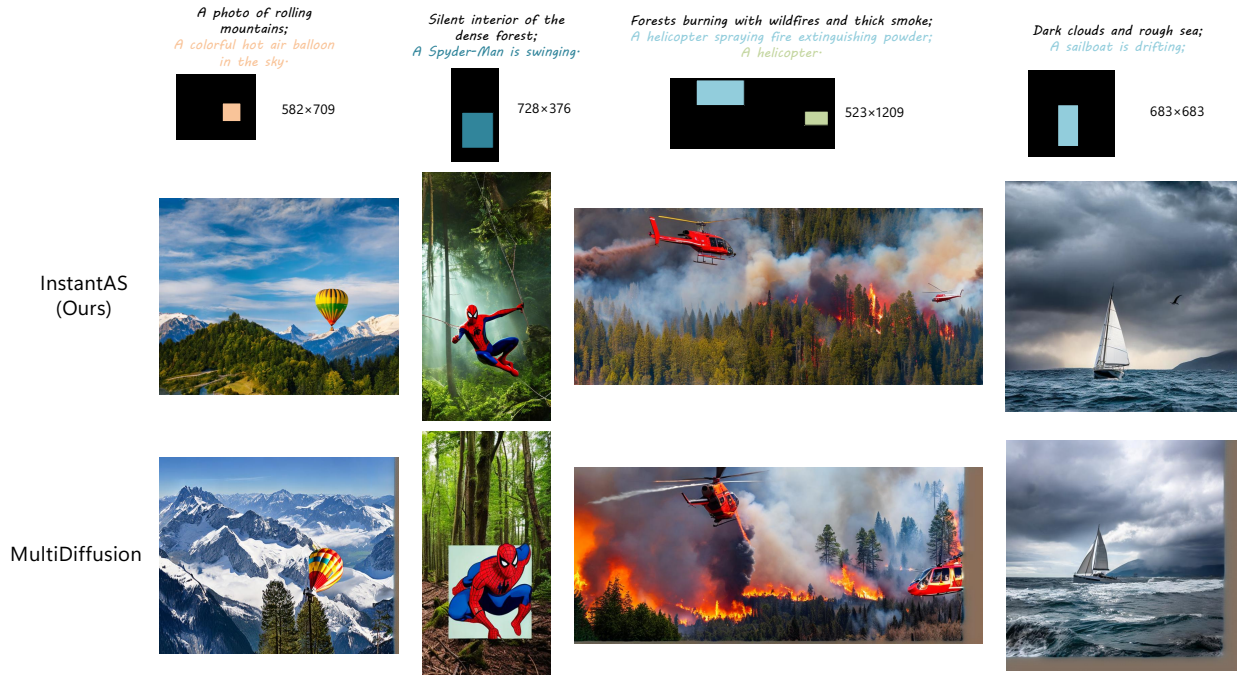 A photo of rolling
mountains;
A colorful hot air balloon
in the sky.
Silent interior of the
dense forest;
A Spyder-Man is swinging.
Forests burning with wildfires and thick smoke;
A helicopter spraying fire extinguishing powder;
A helicopter.
Dark clouds and rough sea;
A sailboat is drifting;
582×709
728×376
523×1209
683×683
InstantAS
(Ours)
MultiDiffusion